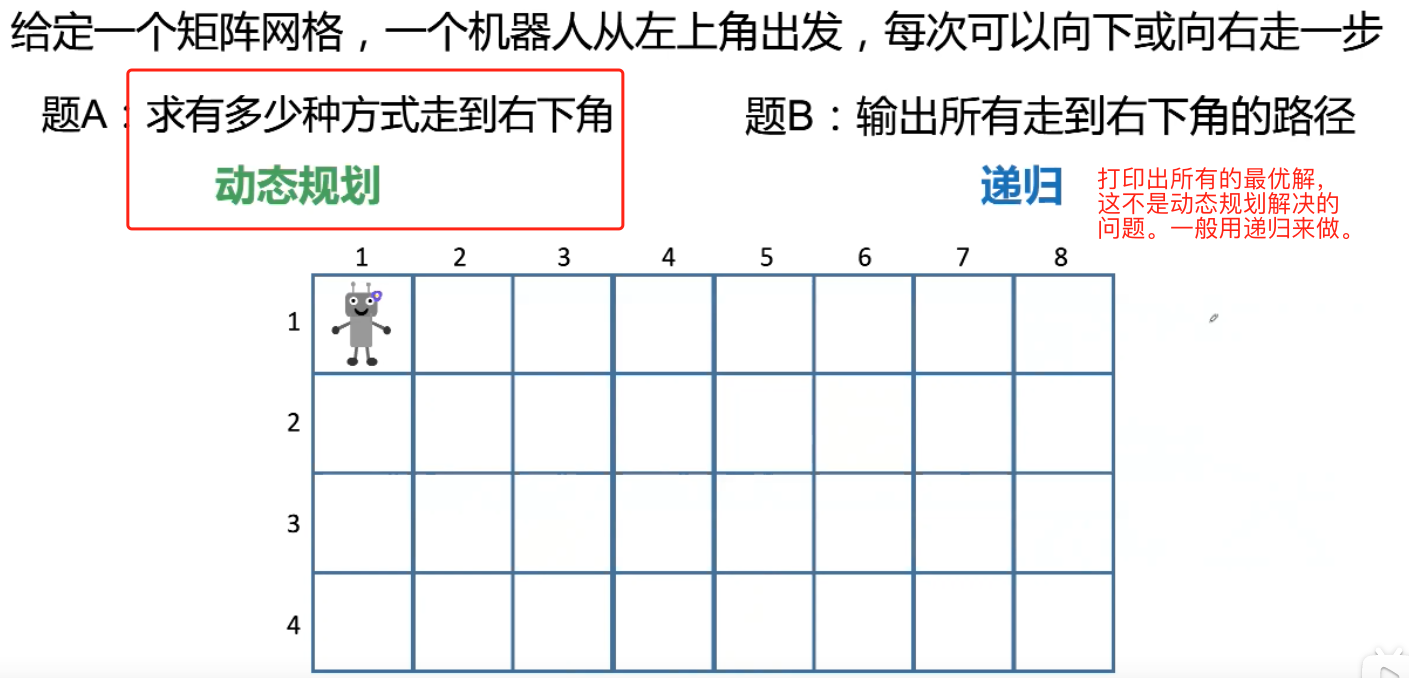 给定一个矩阵网格，一个机器人从左上角出发，每次可以向下或向右走一步
题A：求有多少种方式走到右下角
题B：输出所有走到右下角的路径
动态规划
递归
打印出所有的最优解，
这不是动态规划解决的
问题。一般用递归来做。
1 2 3 4 5 6 7 8
1
2
3
4